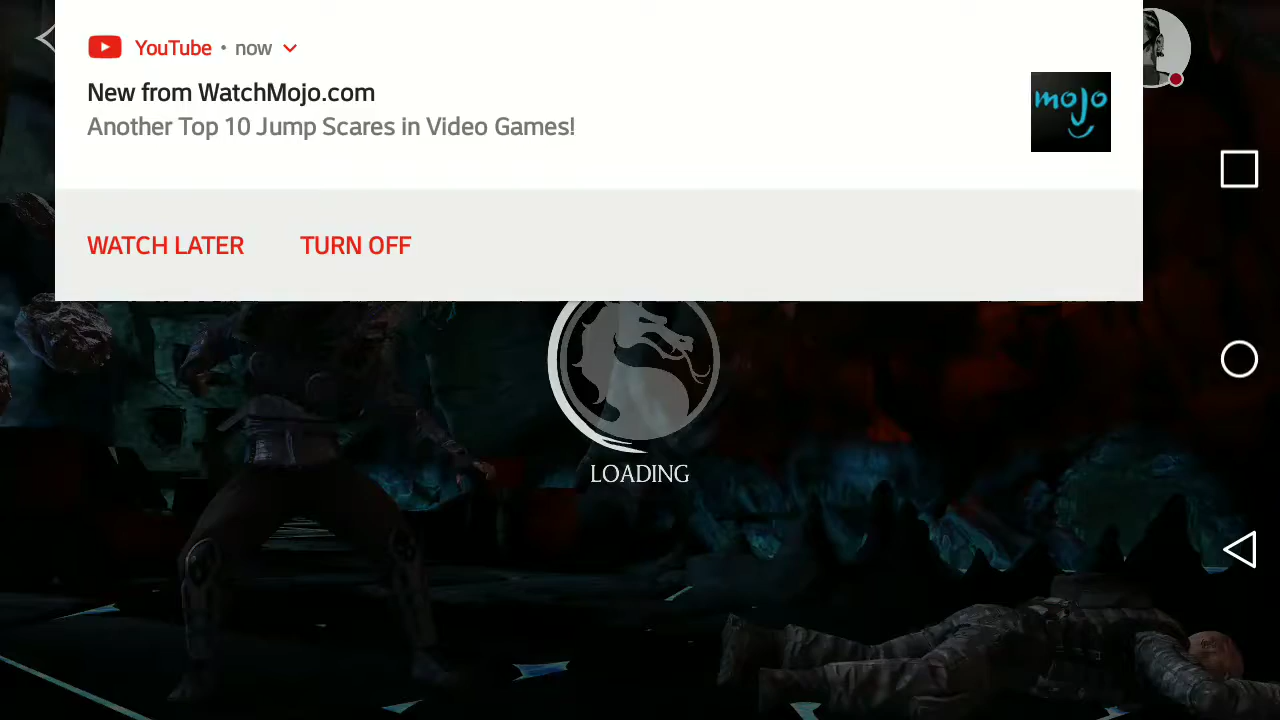 YouTube • now
New from WatchMojo.com
Another Top 10 Jump Scares in Video Games!
mojo
WATCH LATER TURN OFF
LOADING